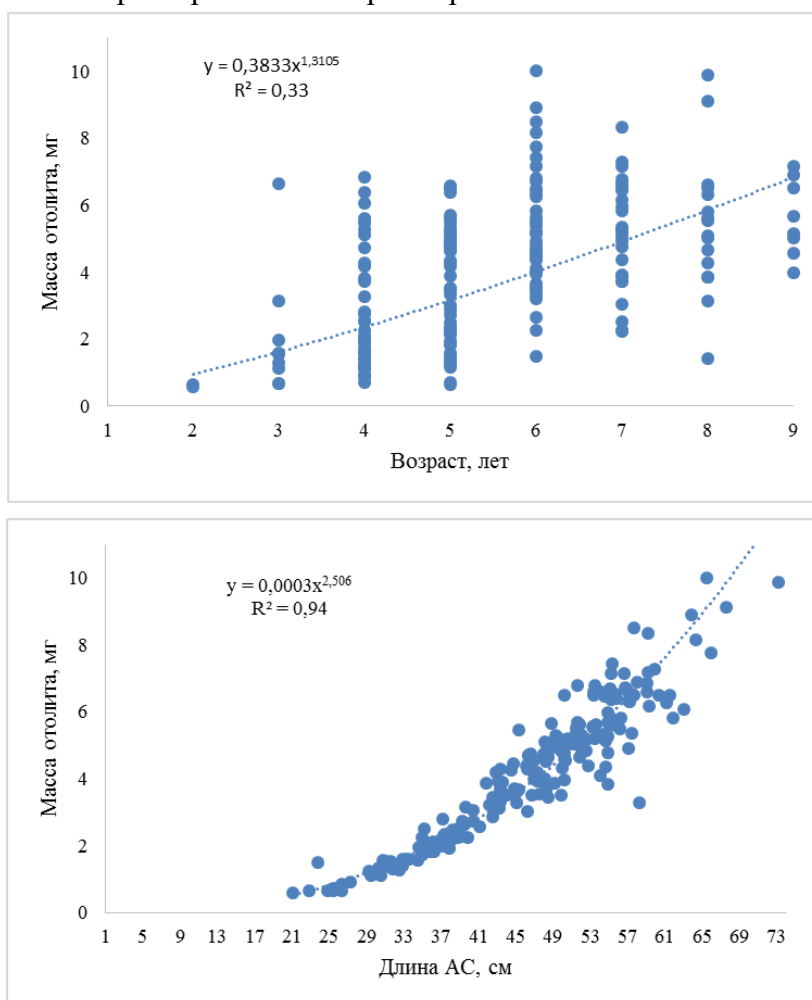 y = 0,3833x^1,3105
R² = 0,33
Масса отолита, мг
10
8
6
4
2
0
1 2 3 4 5 6 7 8 9
Возраст, лет
y = 0,0003x^2,506
R² = 0,94
Масса отолита, мг
10
8
6
4
2
0
1 5 9 13 17 21 25 29 33 37 41 45 49 53 57 61 65 69 73
Длина АС, см